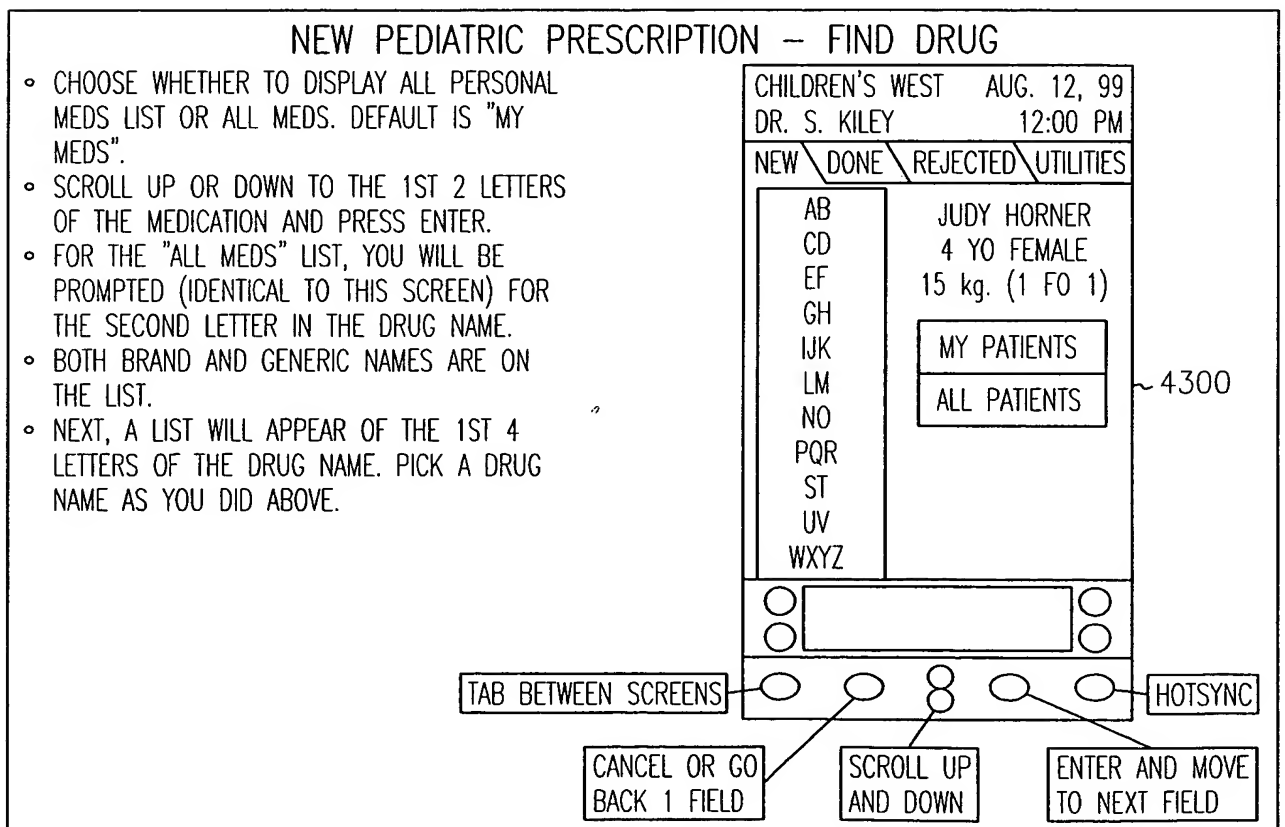 NEW PEDIATRIC PRESCRIPTION – FIND DRUG
° CHOOSE WHETHER TO DISPLAY ALL PERSONAL
MEDS LIST OR ALL MEDS. DEFAULT IS "MY
MEDS".
° SCROLL UP OR DOWN TO THE 1ST 2 LETTERS
OF THE MEDICATION AND PRESS ENTER.
° FOR THE "ALL MEDS" LIST, YOU WILL BE
PROMPTED (IDENTICAL TO THIS SCREEN) FOR
THE SECOND LETTER IN THE DRUG NAME.
° BOTH BRAND AND GENERIC NAMES ARE ON
THE LIST.
° NEXT, A LIST WILL APPEAR OF THE 1ST 4
LETTERS OF THE DRUG NAME. PICK A DRUG
NAME AS YOU DID ABOVE.
CHILDREN'S WEST AUG. 12, 99
DR. S. KILEY 12:00 PM
NEW DONE REJECTED UTILITIES
AB
CD
EF
GH
IJK
LM
NO
PQR
ST
UV
WXYZ
JUDY HORNER
4 YO FEMALE
15 kg. (1 FO 1)
MY PATIENTS
ALL PATIENTS
4300
TAB BETWEEN SCREENS
HOTSYNC
CANCEL OR GO
BACK 1 FIELD
SCROLL UP
AND DOWN
ENTER AND MOVE
TO NEXT FIELD